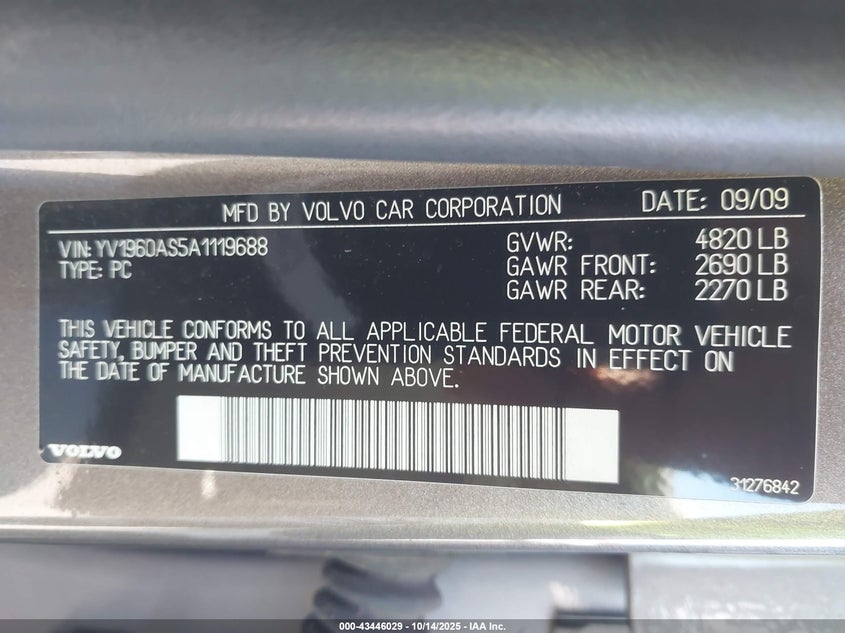 MFD BY VOLVO CAR CORPORATION DATE: 09/09
VIN: YV1960AS5A1119688 GVWR: 4820 LB
TYPE: PC GAWR FRONT: 2690 LB
GAWR REAR: 2270 LB
THIS VEHICLE CONFORMS TO ALL APPLICABLE FEDERAL MOTOR VEHICLE
SAFETY, BUMPER AND THEFT PREVENTION STANDARDS IN EFFECT ON
THE DATE OF MANUFACTURE SHOWN ABOVE.
VOLVO
31276842
000-43446029 - 10/14/2025 - IAA Inc.